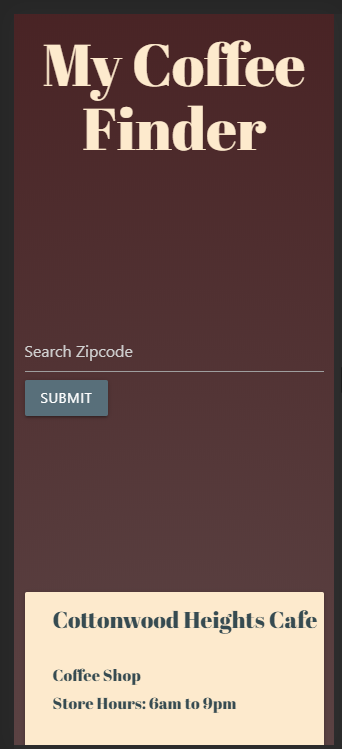 My Coffee
Finder
Search Zipcode
SUBMIT
Cottonwood Heights Cafe
Coffee Shop
Store Hours: 6am to 9pm